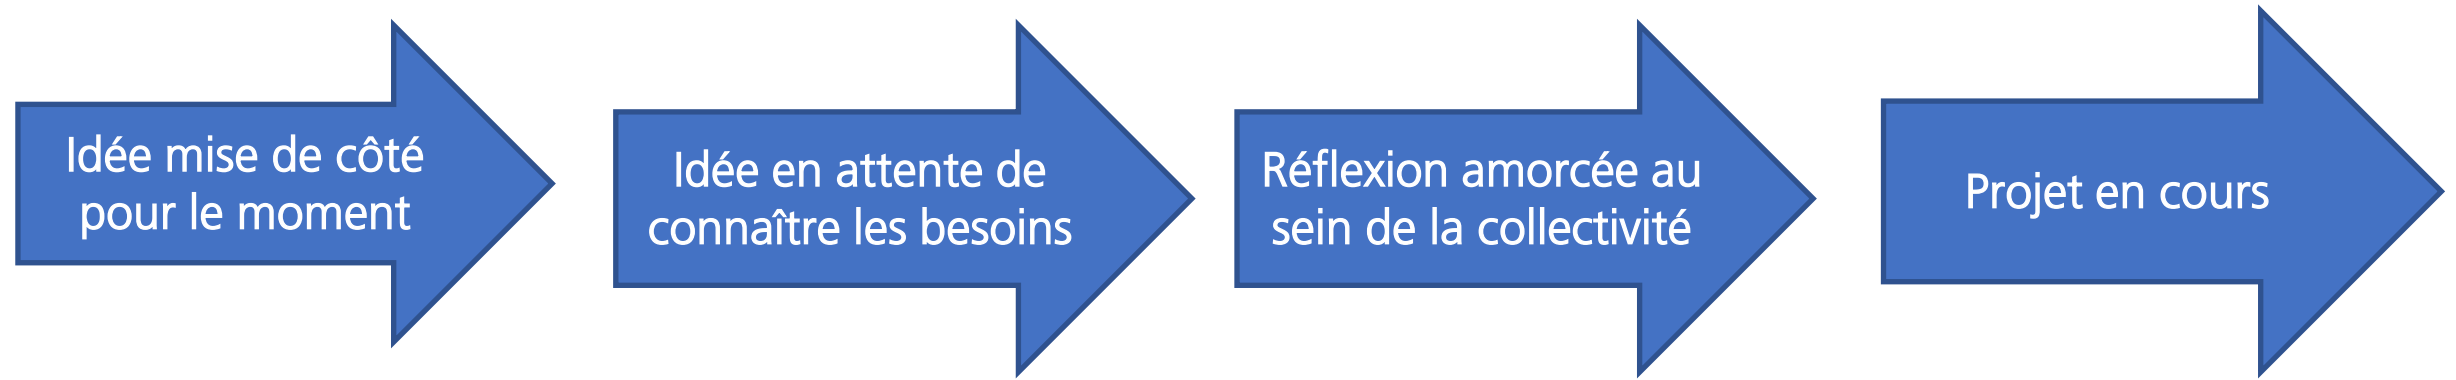 Idée mise de côté
pour le moment
Idée en attente de
connaître les besoins
Réflexion amorcée au
sein de la collectivité
Projet en cours